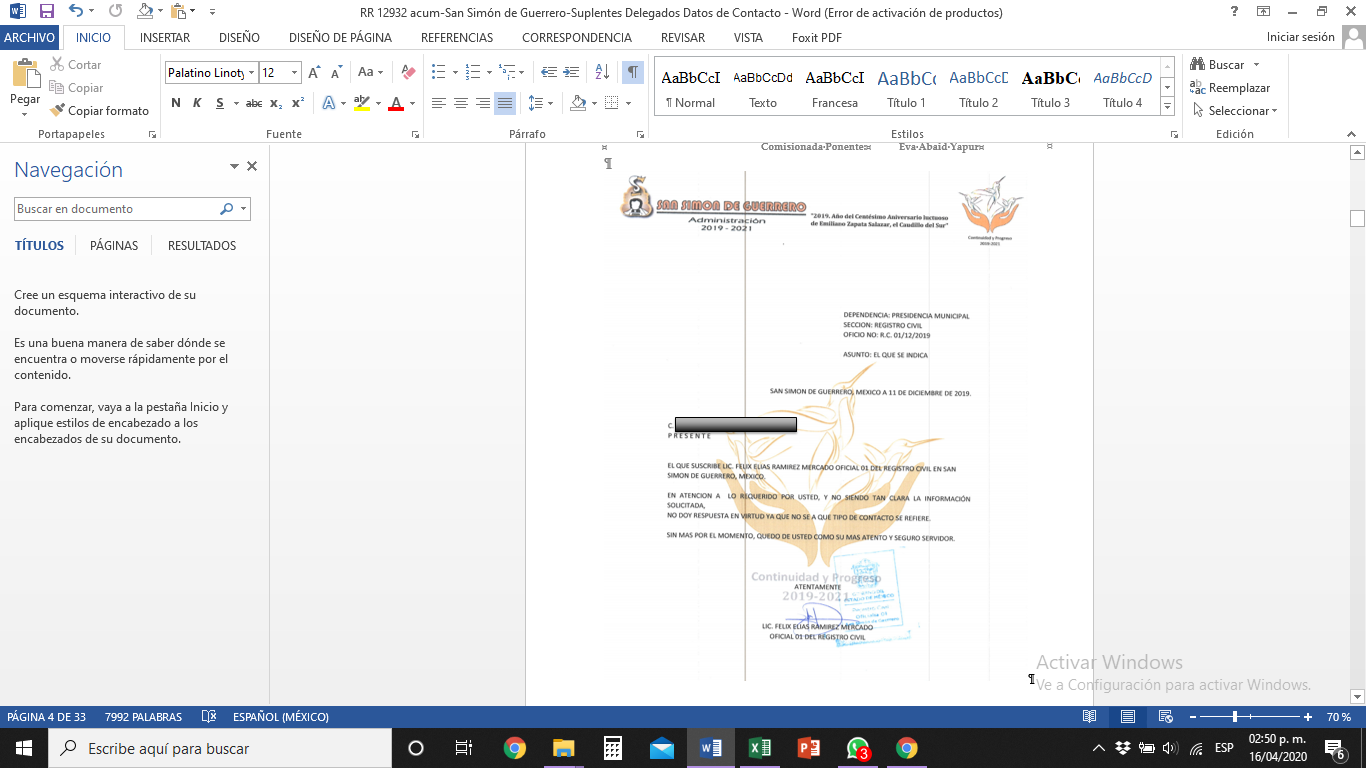 RR 12932 acum-San Simón de Guerrero-Suplentes Delegados Datos de Contacto - Word (Error de activación de productos)
ARCHIVO INICIO INSERTAR DISEÑO DISEÑO DE PÁGINA REFERENCIAS CORRESPONDENCIA REVISAR VISTA Foxit PDF Iniciar sesión
Pegar
Cortar
Copiar
Copiar formato
Portapapeles
Palatino Linoty 12
Fuente
Párrafo
AaBbCcI AaBbCcDd AaBbCcI AaBbCc AaBbCcD AaBbCc AaBbCcD
¶ Normal Texto Francesa Título 1 Título 2 Título 3 Título 4
Estilos
Buscar
Reemplazar
Seleccionar
Edición
Navegación
Buscar en documento
TÍTULOS PÁGINAS RESULTADOS
Cree un esquema interactivo de su
documento.
Es una buena manera de saber dónde se
encuentra o moverse rápidamente por el
contenido.
Para comenzar, vaya a la pestaña Inicio y
aplique estilos de encabezado a los
encabezados de su documento.
Comisionada·Ponente¤ Eva·Abaid·Yapur¤
SAN SIMON DE GUERRERO
Administración
2019 - 2021
"2019. Año del Centésimo Aniversario luctuoso
de Emiliano Zapata Salazar, el Caudillo del Sur"
Continuidad y Progreso
2019-2021
DEPENDENCIA: PRESIDENCIA MUNICIPAL
SECCION: REGISTRO CIVIL
OFICIO NO: R.C. 01/12/2019
ASUNTO: EL QUE SE INDICA
SAN SIMON DE GUERRERO, MEXICO A 11 DE DICIEMBRE DE 2019.
C.
P R E S E N T E
EL QUE SUSCRIBE LIC. FELIX ELIAS RAMIREZ MERCADO OFICIAL 01 DEL REGISTRO CIVIL EN SAN
SIMON DE GUERRERO, MEXICO.
EN ATENCION A LO REQUERIDO POR USTED, Y NO SIENDO TAN CLARA LA INFORMACIÓN
SOLICITADA,
NO DOY RESPUESTA EN VIRTUD YA QUE NO SE A QUE TIPO DE CONTACTO SE REFIERE.
SIN MAS POR EL MOMENTO, QUEDO DE USTED COMO SU MAS ATENTO Y SEGURO SERVIDOR.
Continuidad y Progreso
ATENTAMENTE
2019-2021
ESTADO DE MÉXICO
LIC. FELIX ELIAS RAMIREZ MERCADO
OFICIAL 01 DEL REGISTRO CIVIL
Activar Windows
Ve a Configuración para activar Windows.
PÁGINA 4 DE 33 7992 PALABRAS ESPAÑOL (MÉXICO) 70 %
Escribe aquí para buscar
3
ESP
02:50 p. m.
16/04/2020
6